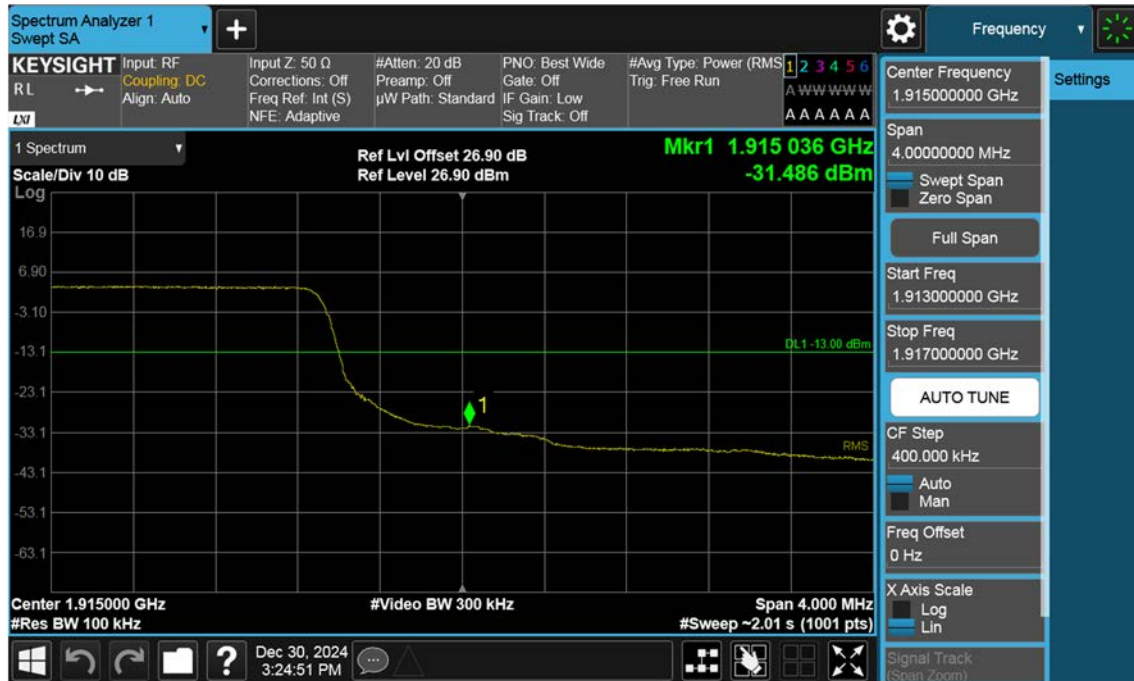 Spectrum Analyzer 1
Swept SA
+
Frequency
KEYSIGHT
RL
LXI
Input: RF
Coupling: DC
Align: Auto
Input Z: 50 Ω
Corrections: Off
Freq Ref: Int (S)
NFE: Adaptive
#Atten: 20 dB
Preamp: Off
µW Path: Standard
PNO: Best Wide
Gate: Off
IF Gain: Low
Sig Track: Off
#Avg Type: Power (RMS
Trig: Free Run
1 2 3 4 5 6
A W W W W W
A A A A A A
1 Spectrum
Scale/Div 10 dB
Ref Lvl Offset 26.90 dB
Ref Level 26.90 dBm
Mkr1 1.915 036 GHz
-31.486 dBm
Log
16.9
6.90
-3.10
-13.1
-23.1
-33.1
-43.1
-53.1
-63.1
DL1 -13.00 dBm
1
RMS
Center 1.915000 GHz
#Res BW 100 kHz
#Video BW 300 kHz
Span 4.000 MHz
#Sweep ~2.01 s (1001 pts)
?
Dec 30, 2024
3:24:51 PM
Center Frequency
1.915000000 GHz
Span
4.00000000 MHz
Swept Span
Zero Span
Full Span
Start Freq
1.913000000 GHz
Stop Freq
1.917000000 GHz
AUTO TUNE
CF Step
400.000 kHz
Auto
Man
Freq Offset
0 Hz
X Axis Scale
Log
Lin
Signal Track
(Span Zoom)
Settings